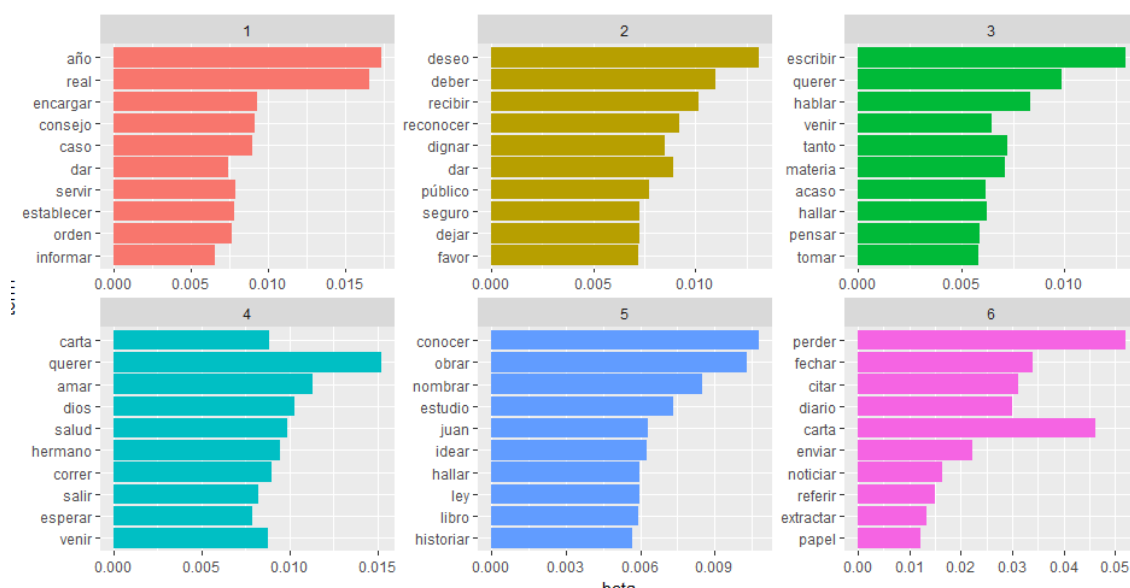 1
año
real
encargar
consejo
caso
dar
servir
establecer
orden
informar
0.000 0.005 0.010 0.015
2
deseo
deber
recibir
reconocer
dignar
dar
público
seguro
dejar
favor
0.000 0.005 0.010
3
escribir
querer
hablar
venir
tanto
materia
acaso
hallar
pensar
tomar
0.000 0.005 0.010
4
carta
querer
amar
dios
salud
hermano
correr
salir
esperar
venir
0.000 0.005 0.010 0.015
5
conocer
obrar
nombrar
estudio
juan
idear
hallar
ley
libro
historiar
0.000 0.003 0.006 0.009
6
perder
fechar
citar
diario
carta
enviar
noticiar
referir
extractar
papel
0.00 0.01 0.02 0.03 0.04 0.05